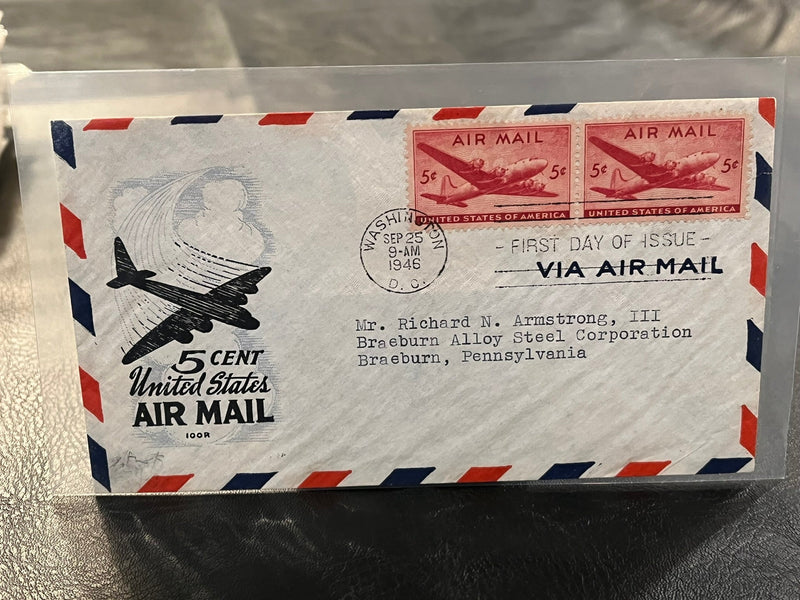 AIR MAIL
5¢ 5¢
UNITED STATES OF AMERICA
AIR MAIL
5¢ 5¢
UNITED STATES OF AMERICA
WASHINGTON
SEP 25
9-AM
1946
D. C.
- FIRST DAY OF ISSUE -
VIA AIR MAIL
Mr. Richard N. Armstrong, III
Braeburn Alloy Steel Corporation
Braeburn, Pennsylvania
5 CENT
United States
AIR MAIL
100R